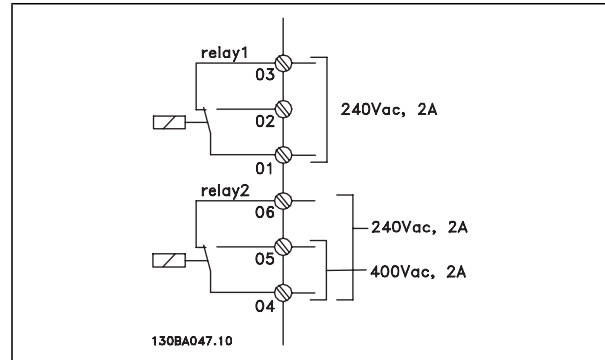 relay1
03
02
240Vac, 2A
01
relay2
06
240Vac, 2A
05
400Vac, 2A
04
130BA047.10